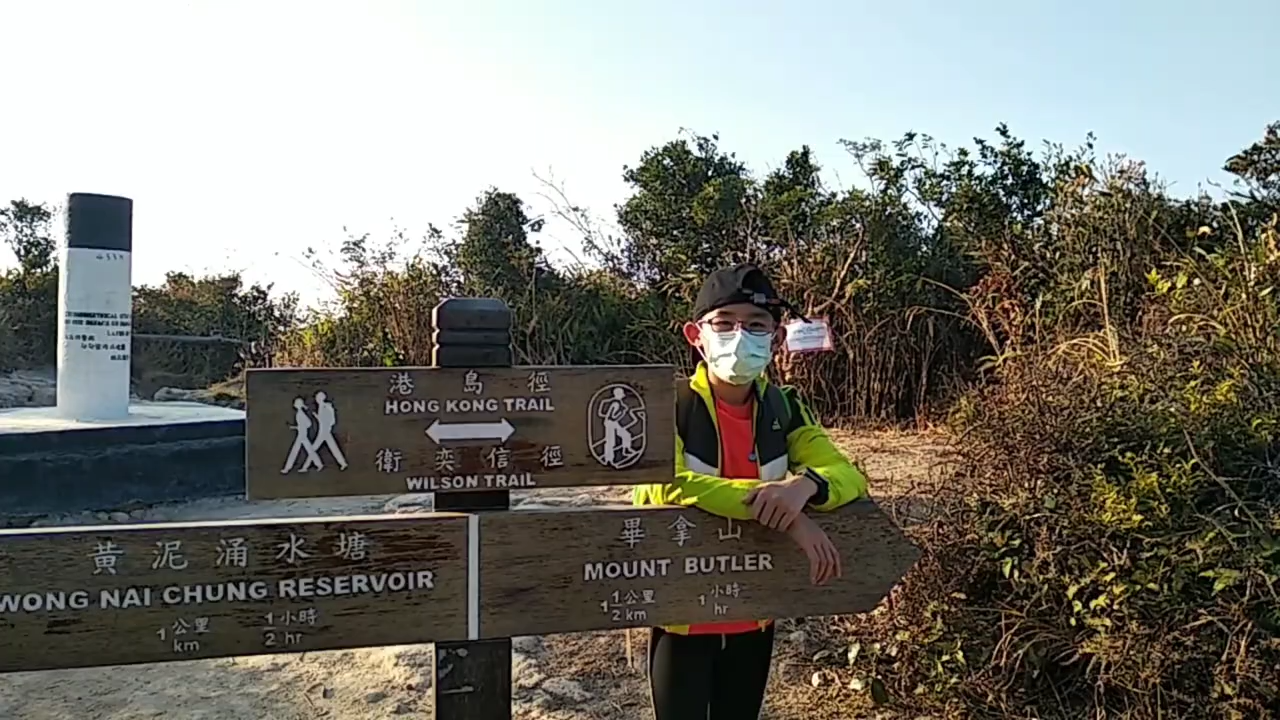 港島徑
HONG KONG TRAIL
衛奕信徑
WILSON TRAIL
黃泥涌水塘
WONG NAI CHUNG RESERVOIR
1 公里 km
1/2 小時 hr
畢拿山
MOUNT BUTLER
1 1/2 公里 km
1 小時 hr